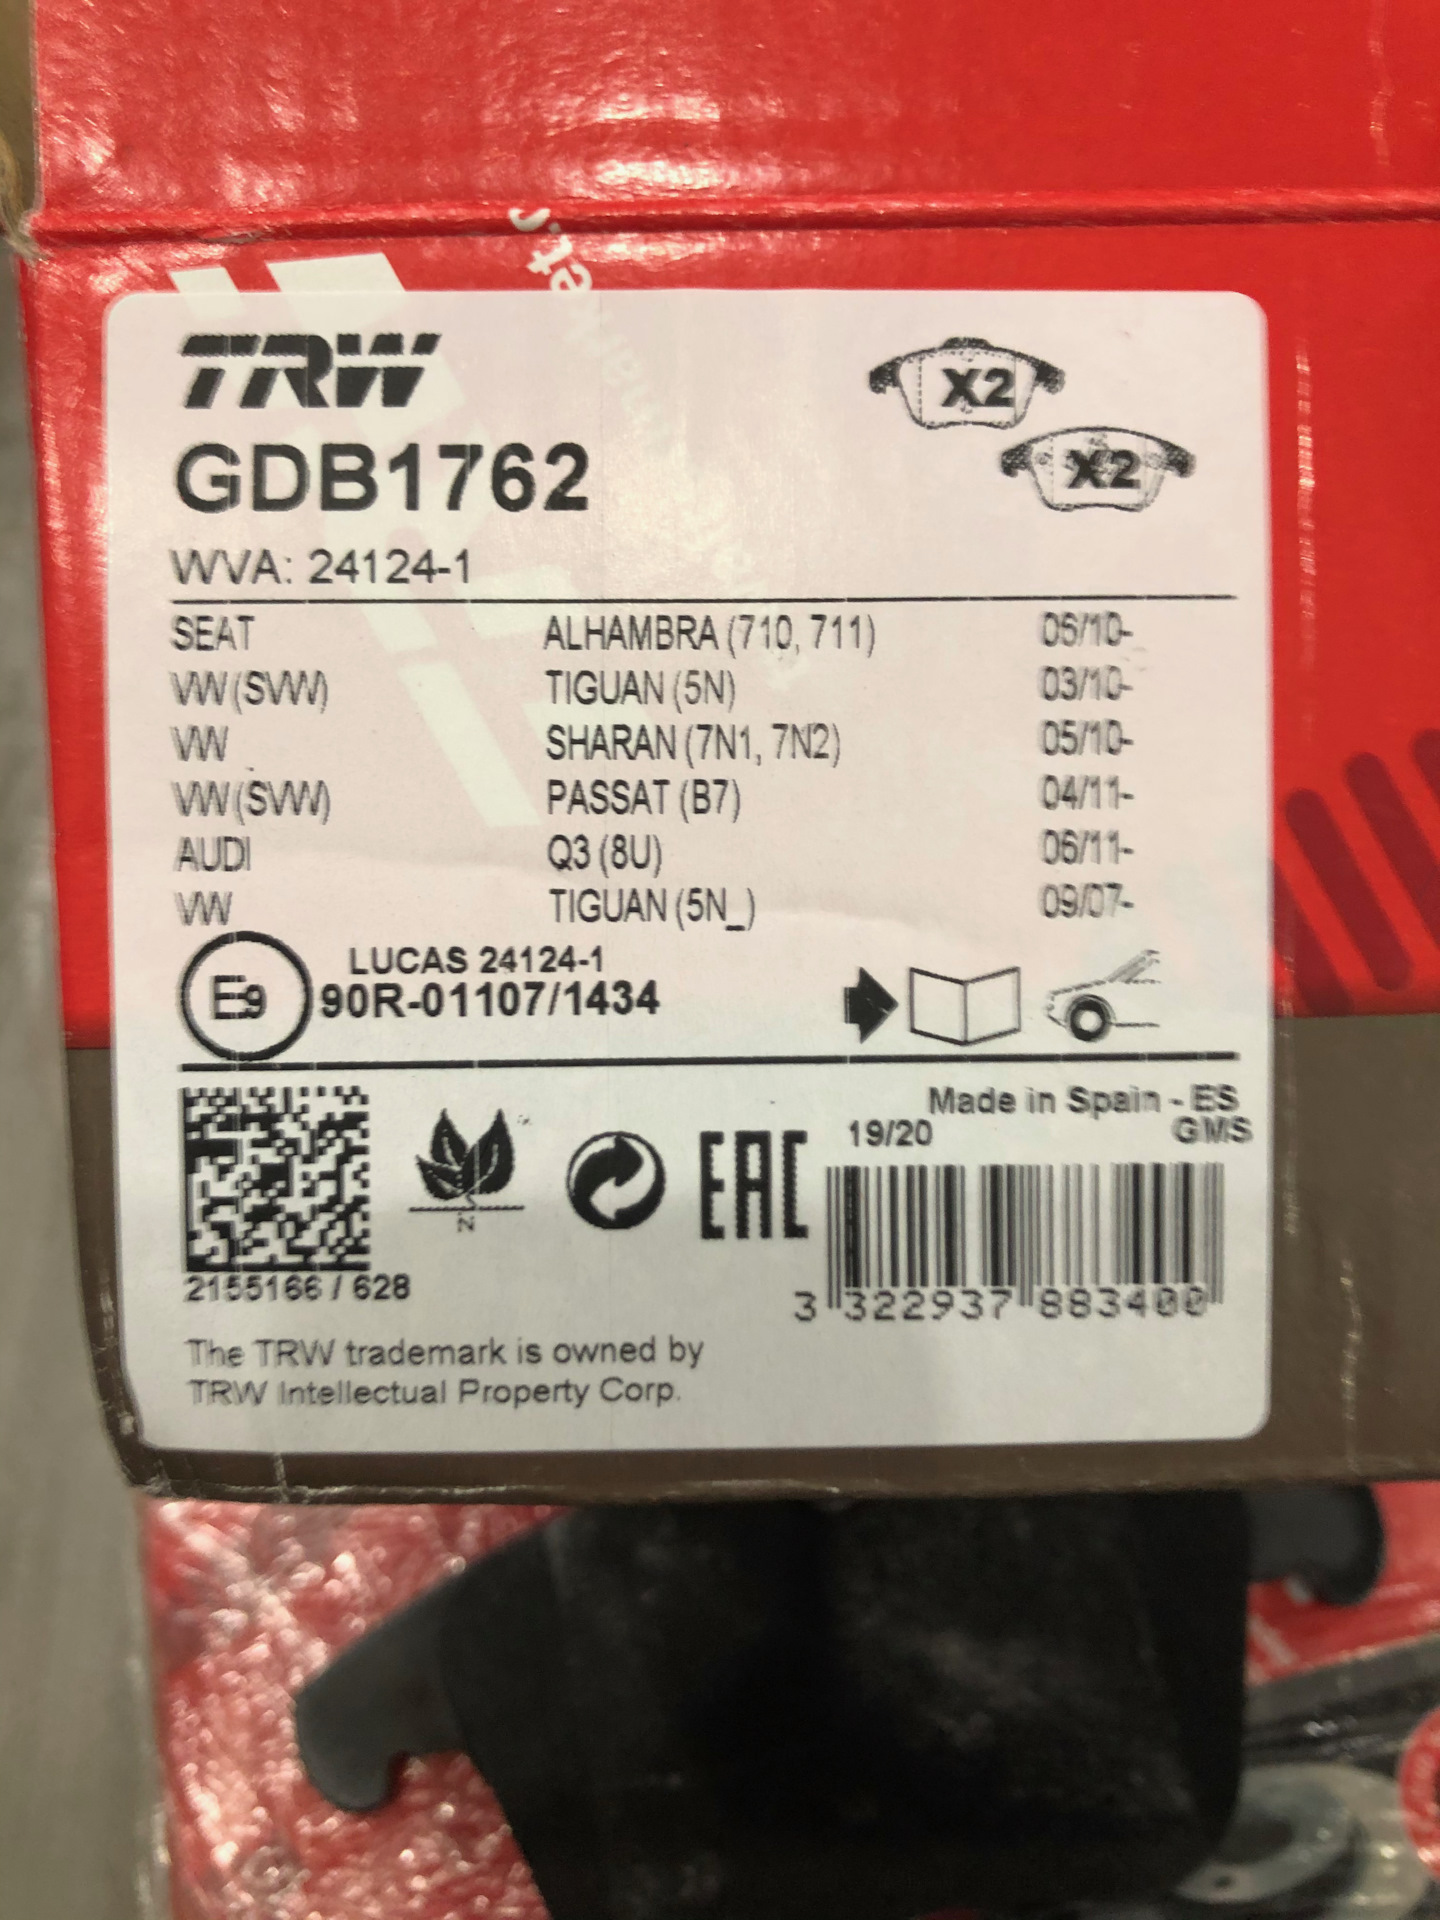 TRW
X2
X2
GDB1762
WVA: 24124-1
SEAT ALHAMBRA (710, 711) 06/10-
VW (SVW) TIGUAN (5N) 03/10-
VW SHARAN (7N1, 7N2) 05/10-
VW (SVW) PASSAT (B7) 04/11-
AUDI Q3 (8U) 06/11-
VW TIGUAN (5N_) 09/07-
E9
LUCAS 24124-1
90R-01107/1434
Made in Spain - ES
19/20 GMS
N
EAC
2155166 / 628
3 322937 883400
The TRW trademark is owned by
TRW Intellectual Property Corp.